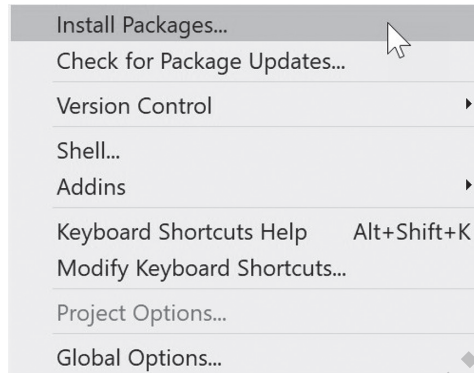 Install Packages...
Check for Package Updates...
Version Control
Shell...
Addins
Keyboard Shortcuts Help Alt+Shift+K
Modify Keyboard Shortcuts...
Project Options...
Global Options...